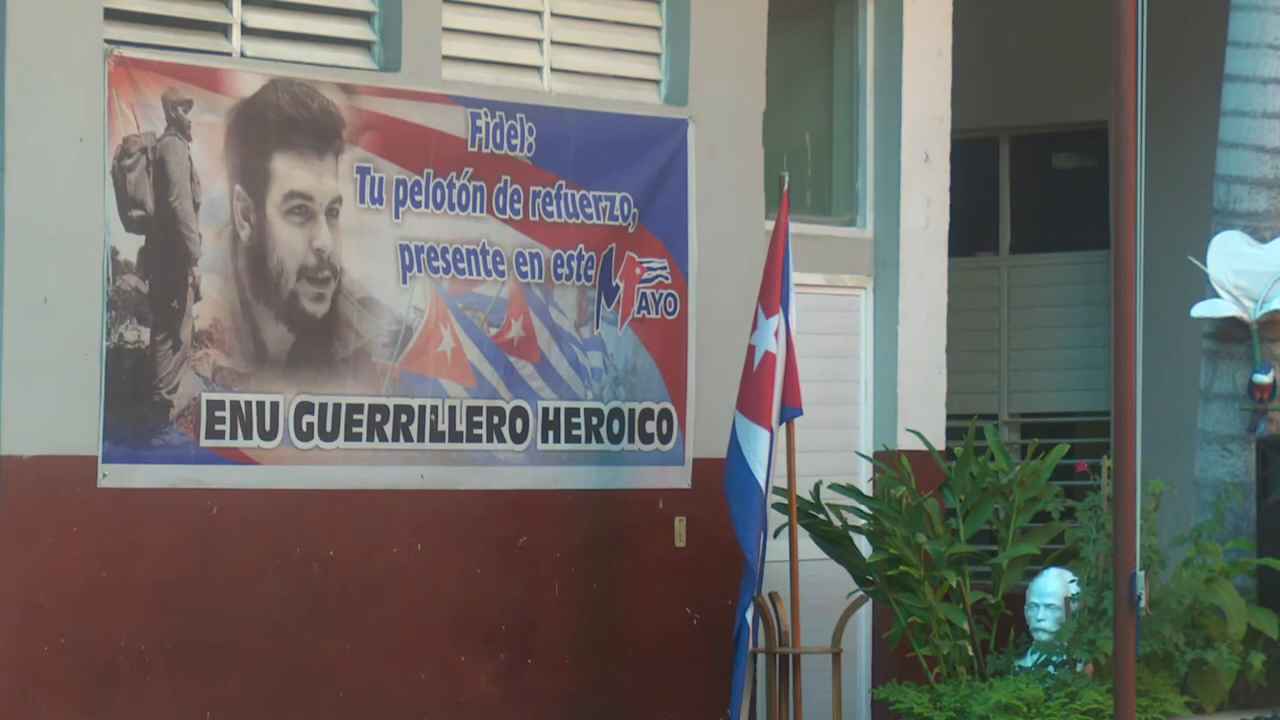 Fidel:
Tu pelotón de refuerzo,
presente en este MAYO
ENU GUERRILLERO HEROICO